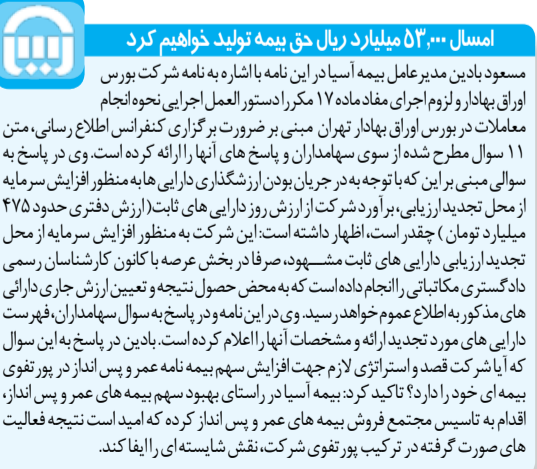 امسال ۵۳,۰۰۰ میلیارد ریال حق بیمه تولید خواهیم کرد
مسعود بادین مدیرعامل بیمه آسیا در این نامه با اشاره به نامه شرکت بورس
اوراق بهادار و لزوم اجرای مفاد ماده ۱۷ مکرر ا دستور العمل اجرایی نحوه انجام
معاملات در بورس اوراق بهادار تهران مبنی بر ضرورت برگزاری کنفرانس اطلاع رسانی، متن
۱۱ سوال مطرح شده از سوی سهامداران و پاسخ های آنها را ارائه کرده است. وی در پاسخ به
سوالی مبنی بر این که با توجه به در جریان بودن ارزشگذاری دارایی ها به منظور افزایش سرمایه
از محل تجدید ارزیابی، برآورد شرکت از ارزش روز دارایی های ثابت (ارزش دفتری حدود ۴۷۵
میلیارد تومان ) چقدر است، اظهار داشته است: این شرکت به منظور افزایش سرمایه از محل
تجدید ارزیابی دارایی های ثابت مشهود، صرفا در بخش عرصه با کانون کارشناسان رسمی
دادگستری مکاتباتی را انجام داده است که به محض حصول نتیجه و تعیین ارزش جاری دارائی
های مذکور به اطلاع عموم خواهد رسید. وی در این نامه و در پاسخ به سوال سهامداران، فهرست
دارایی های مورد تجدید ارائه و مشخصات آنها را اعلام کرده است. بادین در پاسخ به این سوال
که آیا شرکت قصد و استراتژی لازم جهت افزایش سهم بیمه نامه عمر و پس انداز در پورتفوی
بیمه ای خود را دارد؟ تاکید کرد: بیمه آسیا در راستای بهبود سهم بیمه های عمر و پس انداز،
اقدام به تاسیس مجتمع فروش بیمه های عمر و پس انداز کرده که امید است نتیجه فعالیت
های صورت گرفته در ترکیب پورتفوی شرکت، نقش شایسته ای را ایفا کند.